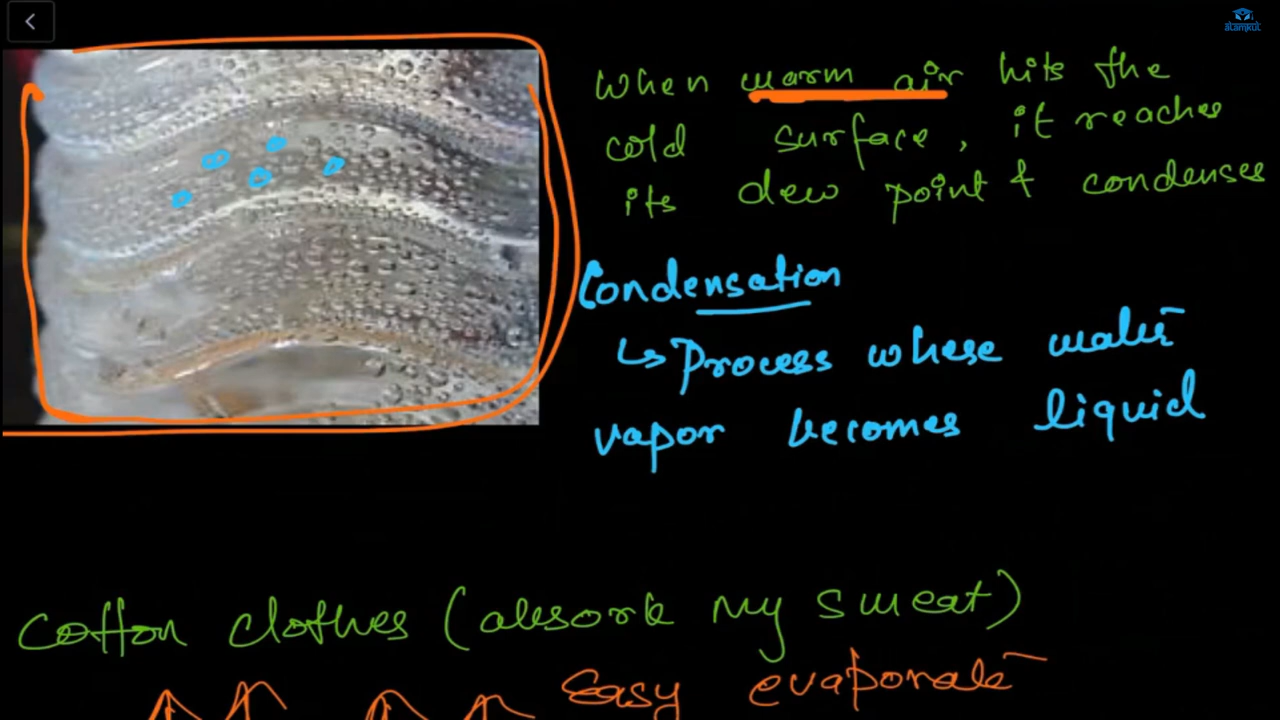 atamkul
When warm air hits the
cold surface, it reaches
its dew point & condenses
Condensation
↳ Process where water
vapor becomes liquid
Cotton clothes (absorb my sweat)
Easy evaporate